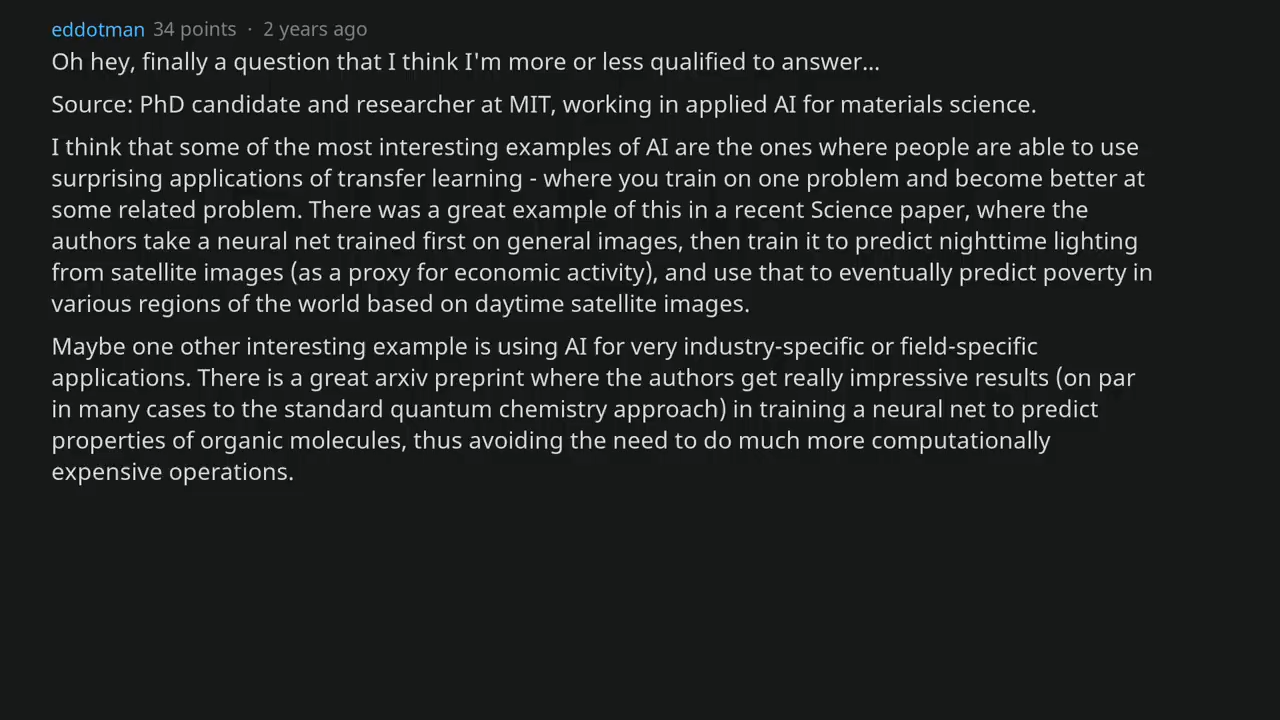 eddotman 34 points · 2 years ago
Oh hey, finally a question that I think I'm more or less qualified to answer...
Source: PhD candidate and researcher at MIT, working in applied AI for materials science.
I think that some of the most interesting examples of AI are the ones where people are able to use
surprising applications of transfer learning - where you train on one problem and become better at
some related problem. There was a great example of this in a recent Science paper, where the
authors take a neural net trained first on general images, then train it to predict nighttime lighting
from satellite images (as a proxy for economic activity), and use that to eventually predict poverty in
various regions of the world based on daytime satellite images.
Maybe one other interesting example is using AI for very industry-specific or field-specific
applications. There is a great arxiv preprint where the authors get really impressive results (on par
in many cases to the standard quantum chemistry approach) in training a neural net to predict
properties of organic molecules, thus avoiding the need to do much more computationally
expensive operations.